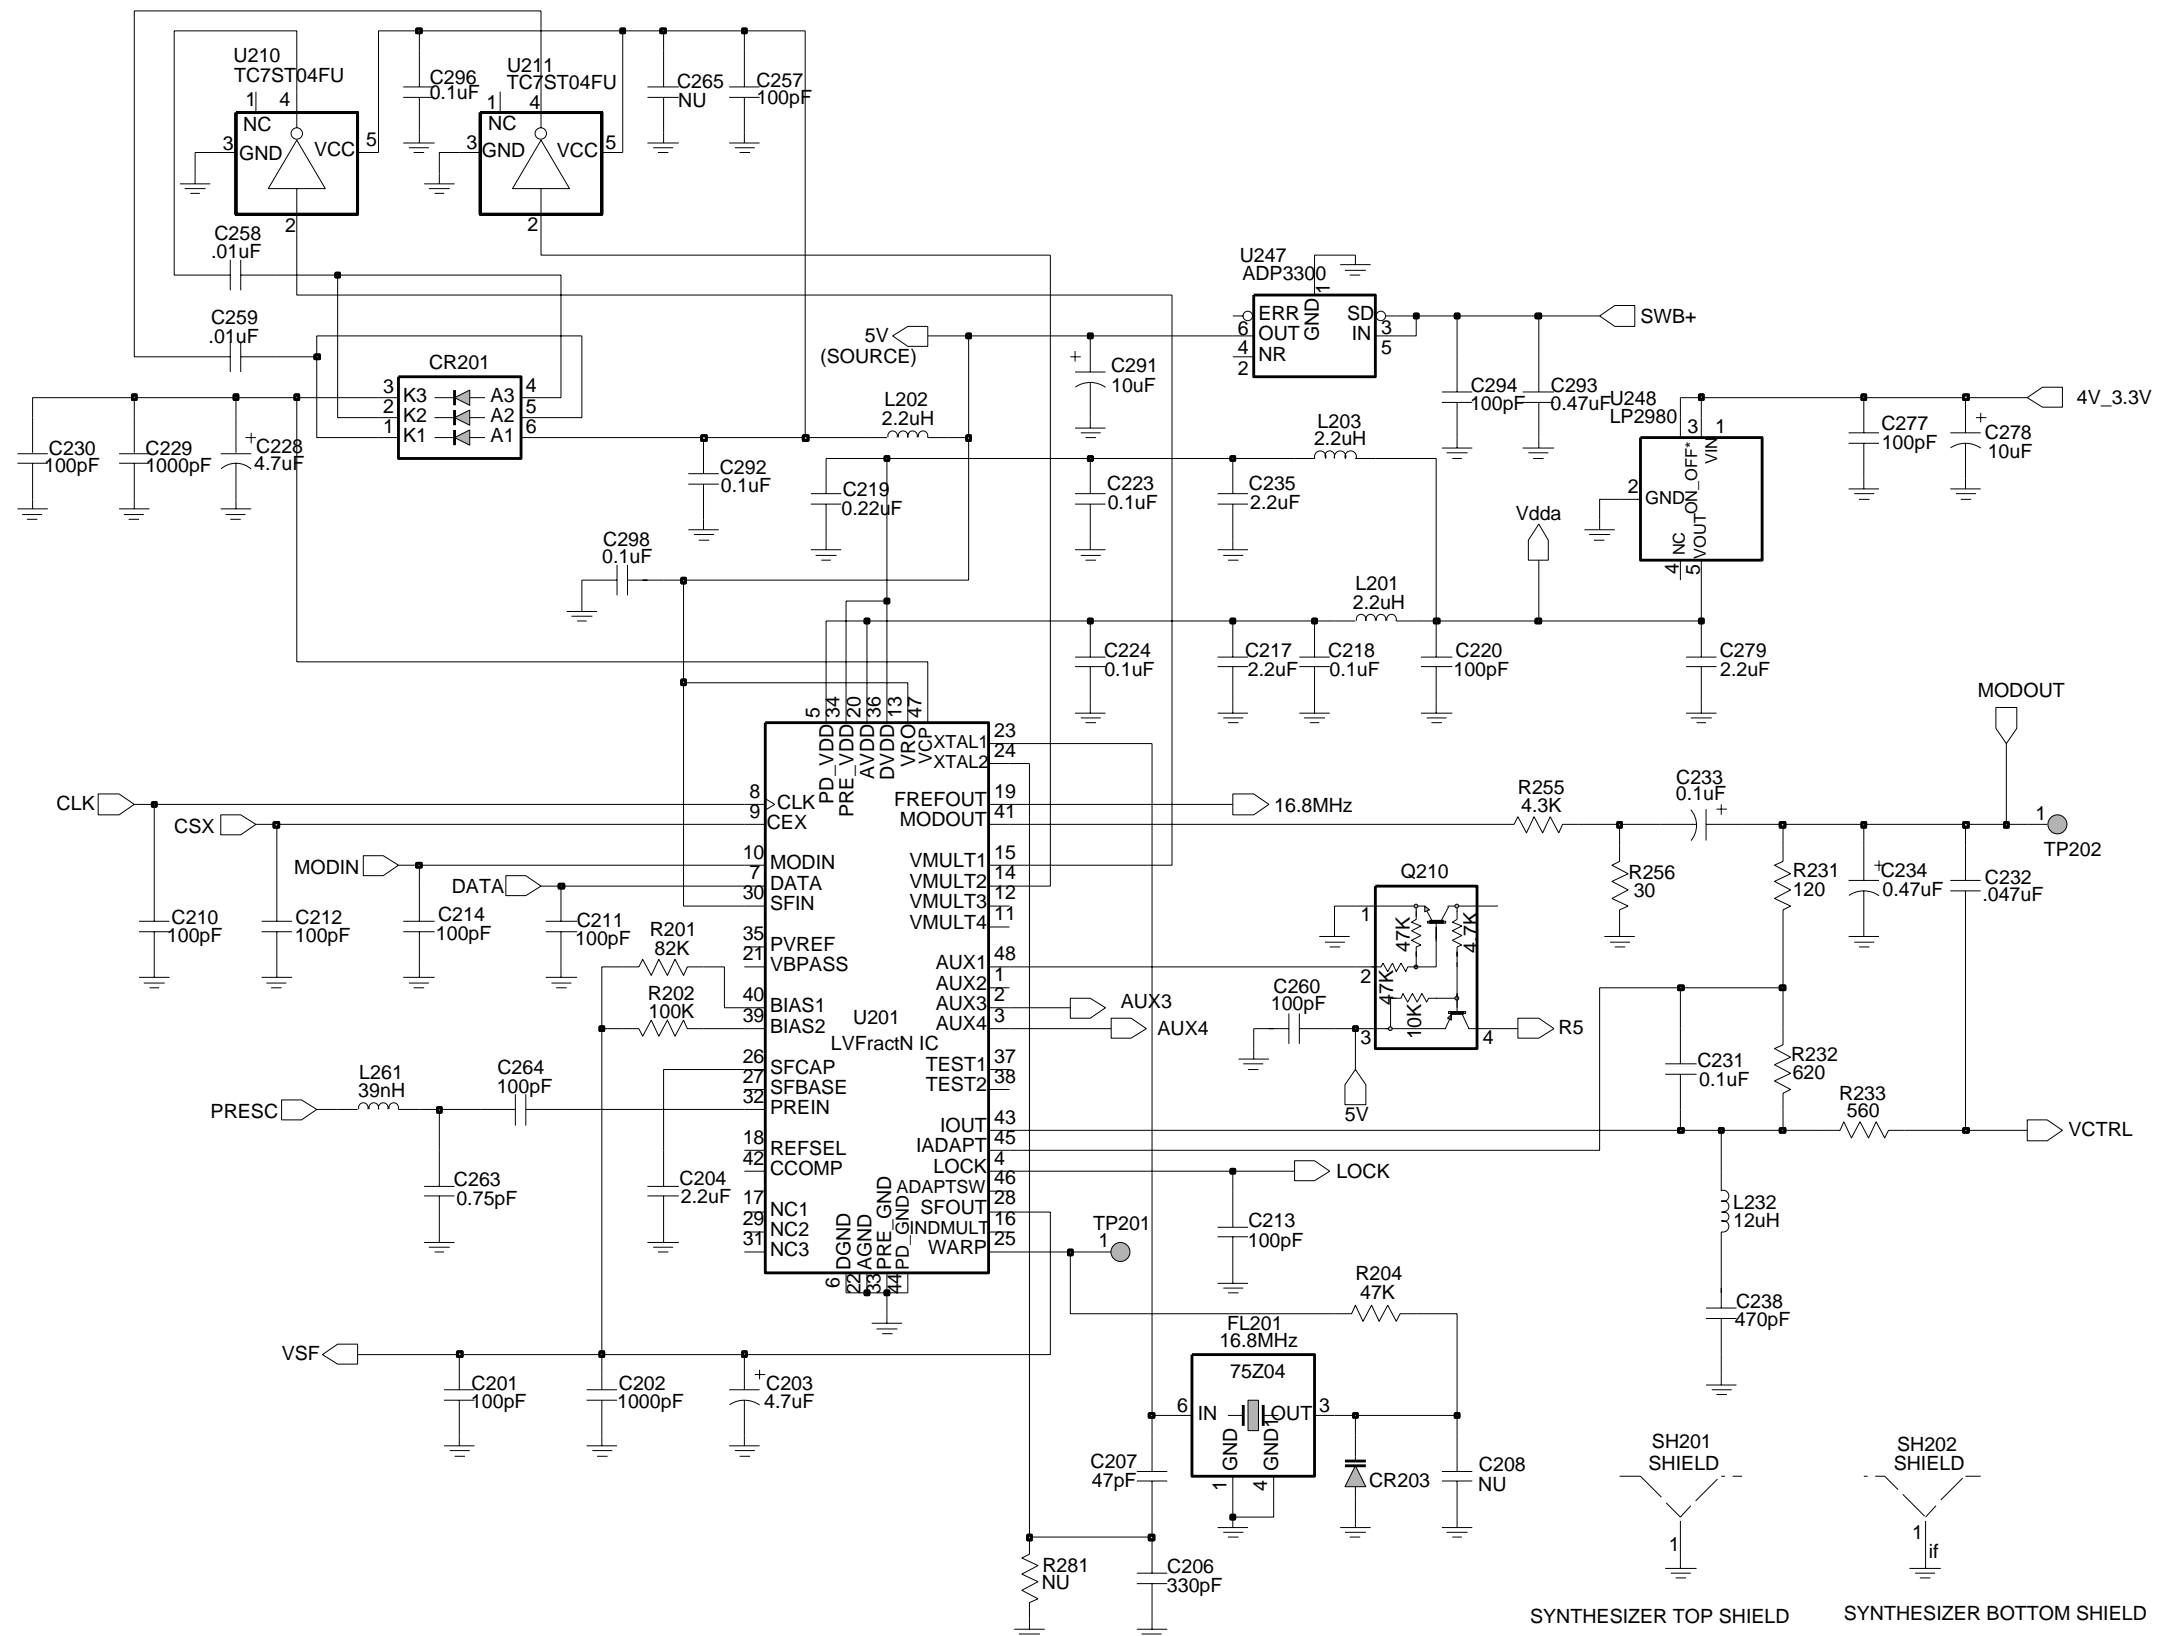 U210
TC7ST04FU
1
4
NC
3
GND
VCC
5
2
C296
0.1uF
U211
TC7ST04FU
1
4
NC
3
GND
VCC
5
2
C265
NU
C257
100pF
C258
.01uF
C259
.01uF
CR201
3
K3
A3
4
2
K2
A2
5
1
K1
A1
6
C230
100pF
C229
1000pF
+
C228
4.7uF
5V
(SOURCE)
L202
2.2uH
C292
0.1uF
C298
0.1uF
+
C291
10uF
U247
ADP3300
1
GND
ERR
SD
6
OUT
IN
3
4
NR
5
2
SWB+
C294
100pF
C293
0.47uF
U248
LP2980
3
1
ON_OFF*
VIN
2
GND
NC
VOUT
4
5
4V_3.3V
C277
100pF
+
C278
10uF
L203
2.2uH
C219
0.22uF
C223
0.1uF
C235
2.2uF
Vdda
L201
2.2uH
C224
0.1uF
C217
2.2uF
C218
0.1uF
C220
100pF
C279
2.2uF
5
34
20
36
13
47
PD_VDD
PRE_VDD
AVDD
DVDD
VRO
VCP
XTAL1
23
XTAL2
24
CLK
8
CLK
CSX
9
CEX
MODIN
10
MODIN
DATA
7
DATA
30
SFIN
C210
100pF
C212
100pF
C214
100pF
C211
100pF
R201
82K
R202
100K
35
PVREF
21
VBPASS
40
BIAS1
39
BIAS2
U201
LVFractN IC
26
SFCAP
27
SFBASE
32
PREIN
18
REFSEL
42
CCOMP
17
NC1
29
NC2
31
NC3
DGND
AGND
PRE_GND
PD_GND
6
22
33
44
FREFOUT
19
16.8MHz
MODOUT
41
VMULT1
15
VMULT2
14
VMULT3
12
VMULT4
11
AUX1
48
AUX2
1
AUX3
2
AUX3
AUX4
3
AUX4
TEST1
37
TEST2
38
IOUT
43
IADAPT
45
LOCK
4
LOCK
ADAPTSW
46
SFOUT
28
INDMULT
16
WARP
25
PRESC
L261
39nH
C264
100pF
C263
0.75pF
C204
2.2uF
VSF
C201
100pF
C202
1000pF
+
C203
4.7uF
TP201
1
C213
100pF
R204
47K
FL201
16.8MHz
75Z04
6
IN
OUT
3
GND
GND1
1
4
C207
47pF
CR203
C208
NU
R281
NU
C206
330pF
Q210
1
47K
4.7K
2
47K
10K
3
4
C260
100pF
5V
R5
R255
4.3K
C233
0.1uF
+
R256
30
MODOUT
1
TP202
R231
120
+
C234
0.47uF
C232
.047uF
C231
0.1uF
R232
620
R233
560
VCTRL
L232
12uH
C238
470pF
SH201
SHIELD
1
SYNTHESIZER TOP SHIELD
SH202
SHIELD
1
if
SYNTHESIZER BOTTOM SHIELD